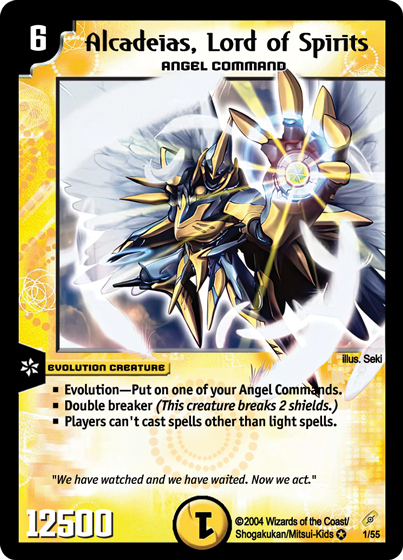 6
Alcadeias, Lord of Spirits
ANGEL COMMAND
illus. Seki
EVOLUTION CREATURE
■ Evolution—Put on one of your Angel Commands.
■ Double breaker (This creature breaks 2 shields.)
■ Players can't cast spells other than light spells.
"We have watched and we have waited. Now we act."
12500
1
©2004 Wizards of the Coast/
Shogakukan/Mitsui-Kids
1/55